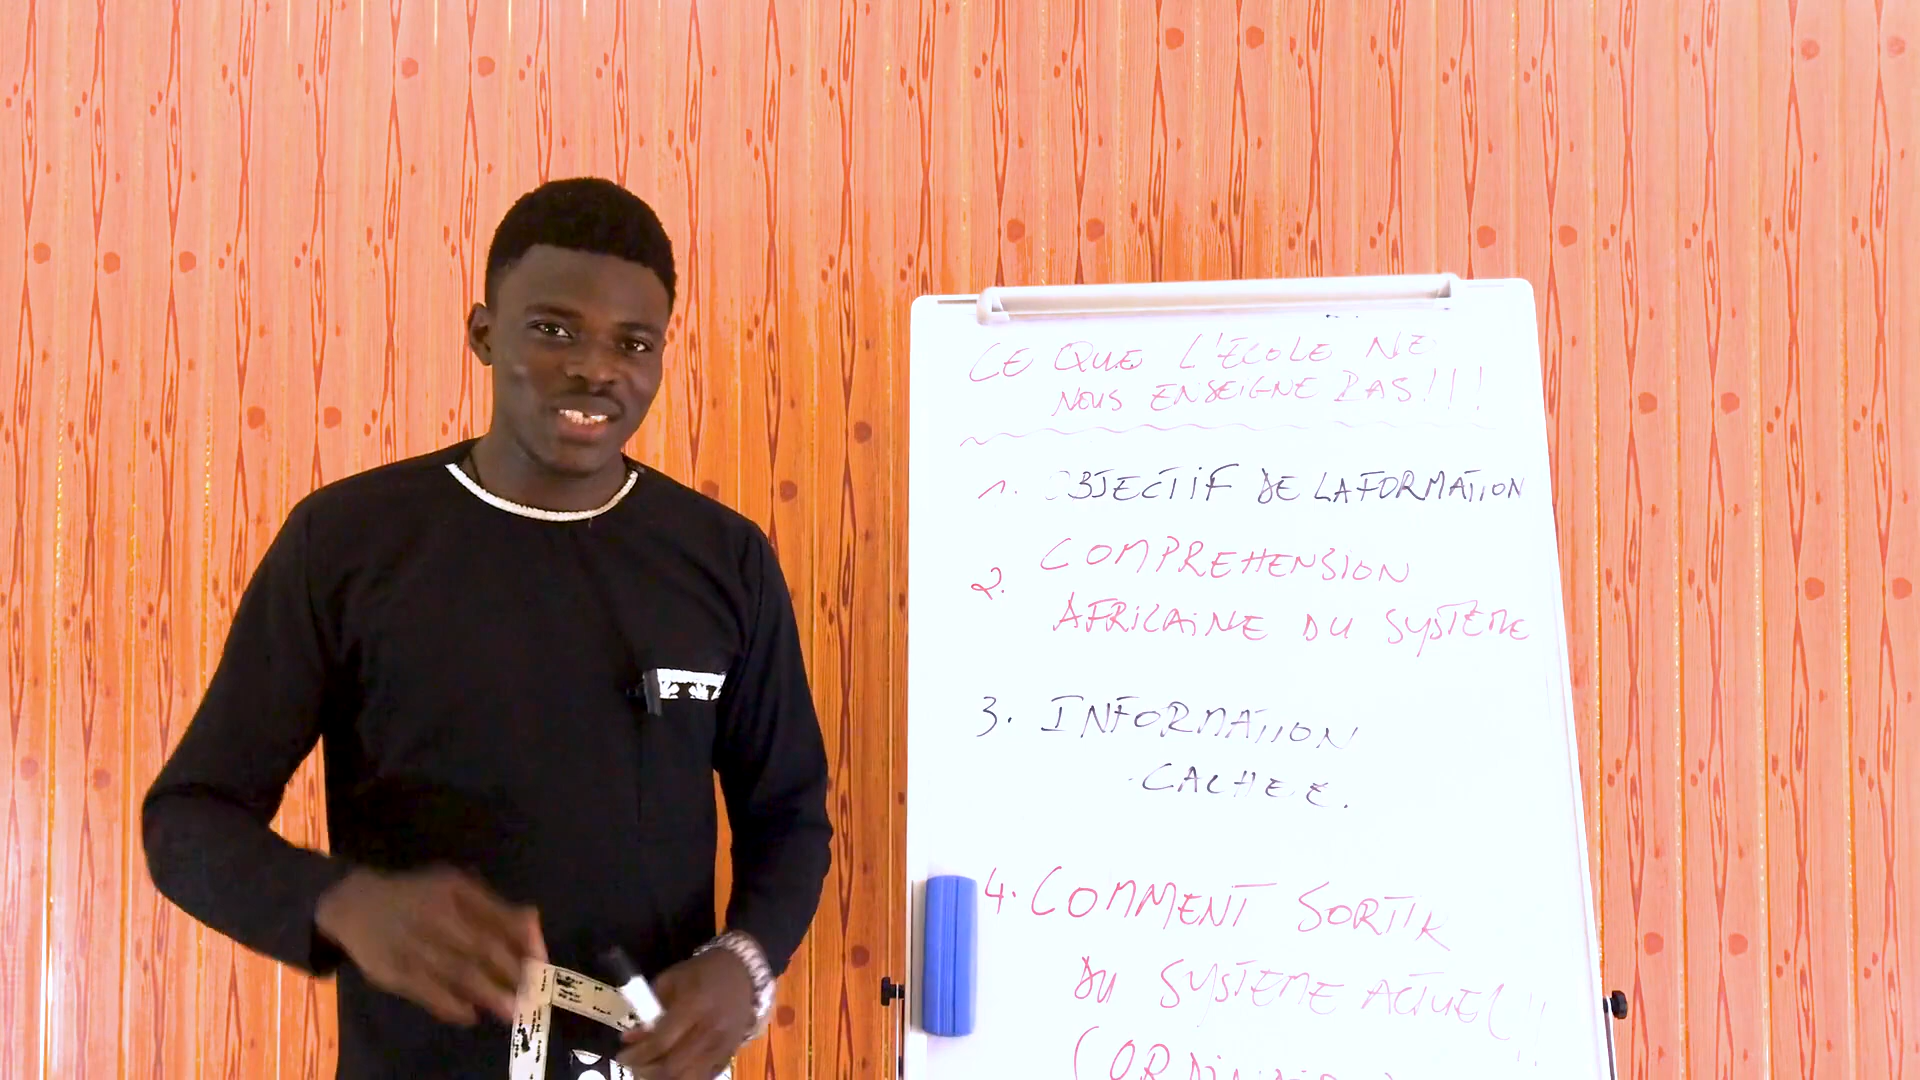 CE QUE L'ECOLE NE
NOUS ENSEIGNE PAS!!!
1. OBJECTIF DE LA FORMATION
2. COMPREHENSION
AFRICAINE DU SYSTEME
3. INFORMATION
CACHEE.
4. COMMENT SORTIR
DU SYSTEME ACTUEL!!